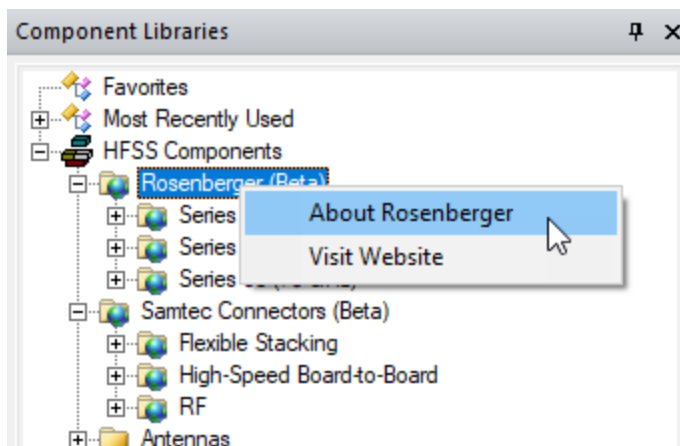 Component Libraries
Favorites
Most Recently Used
HFSS Components
Rosenberger (Beta)
Series
About Rosenberger
Series
Visit Website
Series
Samtec Connectors (Beta)
Flexible Stacking
High-Speed Board-to-Board
RF
Antennas